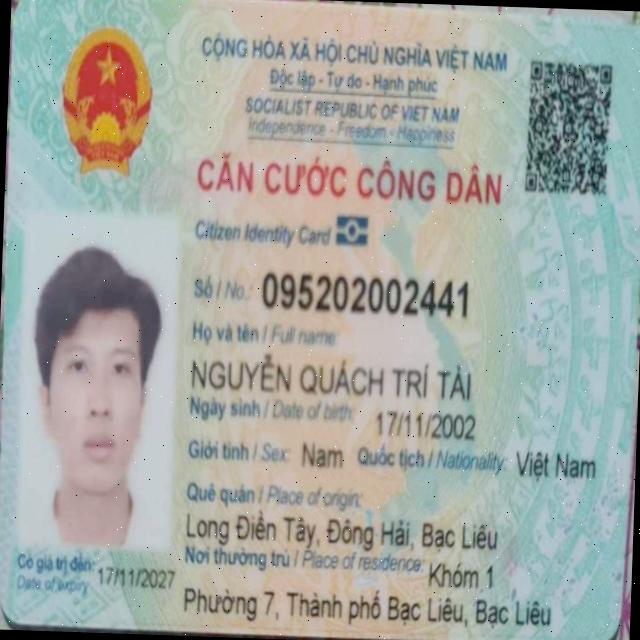 CỘNG HÒA XÃ HỘI CHỦ NGHĨA VIỆT NAM
Độc lập - Tự do - Hạnh phúc
SOCIALIST REPUBLIC OF VIET NAM
Independence - Freedom - Happiness
CĂN CƯỚC CÔNG DÂN
Citizen Identity Card
Số / No.: 095202002441
Họ và tên / Full name:
NGUYỄN QUÁCH TRÍ TÀI
Ngày sinh / Date of birth: 17/11/2002
Giới tính / Sex: Nam Quốc tịch / Nationality: Việt Nam
Quê quán / Place of origin:
Long Điền Tây, Đông Hải, Bạc Liêu
Nơi thường trú / Place of residence: Khóm 1
Phường 7, Thành phố Bạc Liêu, Bạc Liêu
Có giá trị đến: 17/11/2027
Date of expiry